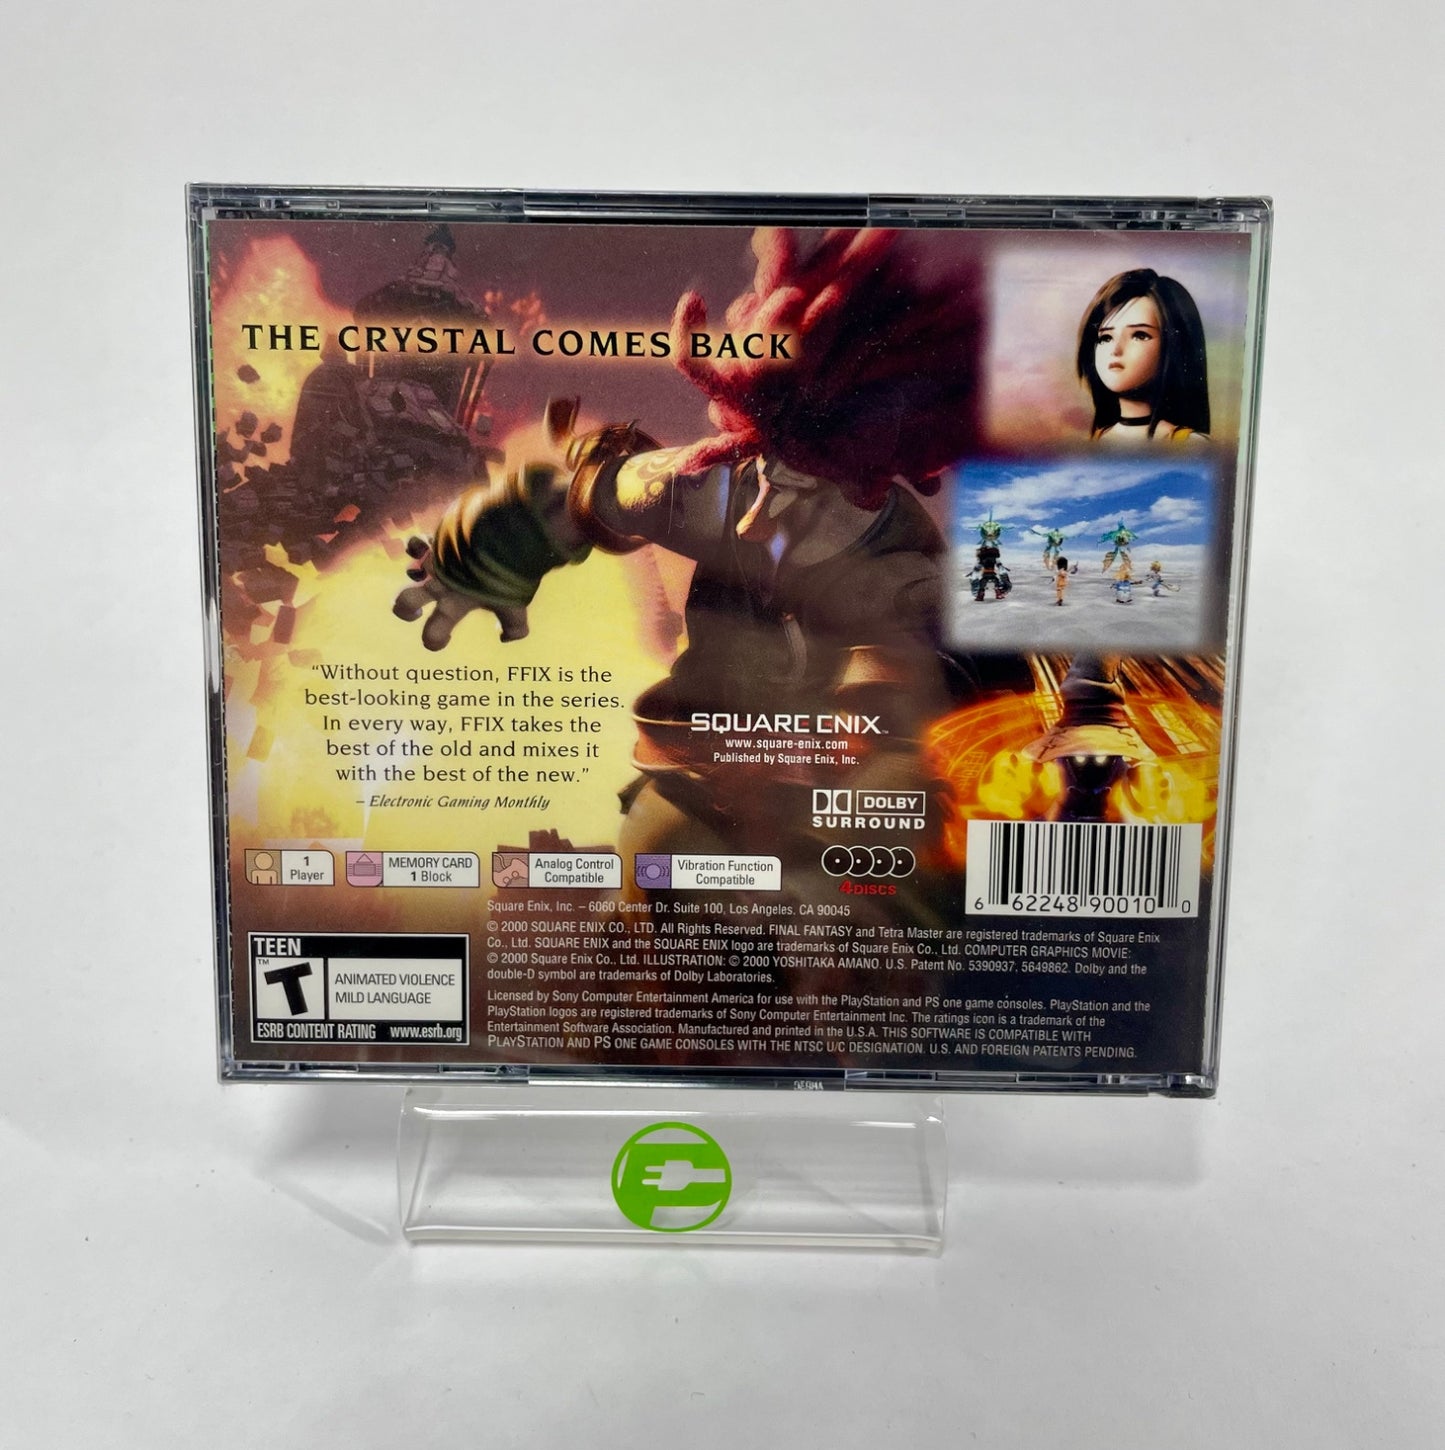 THE CRYSTAL COMES BACK
“Without question, FFIX is the
best-looking game in the series.
In every way, FFIX takes the
best of the old and mixes it
with the best of the new.”
– Electronic Gaming Monthly
SQUARE ENIX™
www.square-enix.com
Published by Square Enix, Inc.
DOLBY
SURROUND
4 DISCS
1
Player
MEMORY CARD
1 Block
Analog Control
Compatible
Vibration Function
Compatible
6 62248 90010 0
TEEN
T™
ANIMATED VIOLENCE
MILD LANGUAGE
ESRB CONTENT RATING www.esrb.org
Square Enix, Inc. – 6060 Center Dr. Suite 100, Los Angeles. CA 90045
© 2000 SQUARE ENIX CO., LTD. All Rights Reserved. FINAL FANTASY and Tetra Master are registered trademarks of Square Enix
Co., Ltd. SQUARE ENIX and the SQUARE ENIX logo are trademarks of Square Enix Co., Ltd. COMPUTER GRAPHICS MOVIE:
© 2000 Square Enix Co., Ltd. ILLUSTRATION: © 2000 YOSHITAKA AMANO. U.S. Patent No. 5390937; 5649862. Dolby and the
double-D symbol are trademarks of Dolby Laboratories.
Licensed by Sony Computer Entertainment America for use with the PlayStation and PS one game consoles. PlayStation and the
PlayStation logos are registered trademarks of Sony Computer Entertainment Inc. The ratings icon is a trademark of the
Entertainment Software Association. Manufactured and printed in the U.S.A. THIS SOFTWARE IS COMPATIBLE WITH
PLAYSTATION AND PS ONE GAME CONSOLES WITH THE NTSC U/C DESIGNATION. U.S. AND FOREIGN PATENTS PENDING.